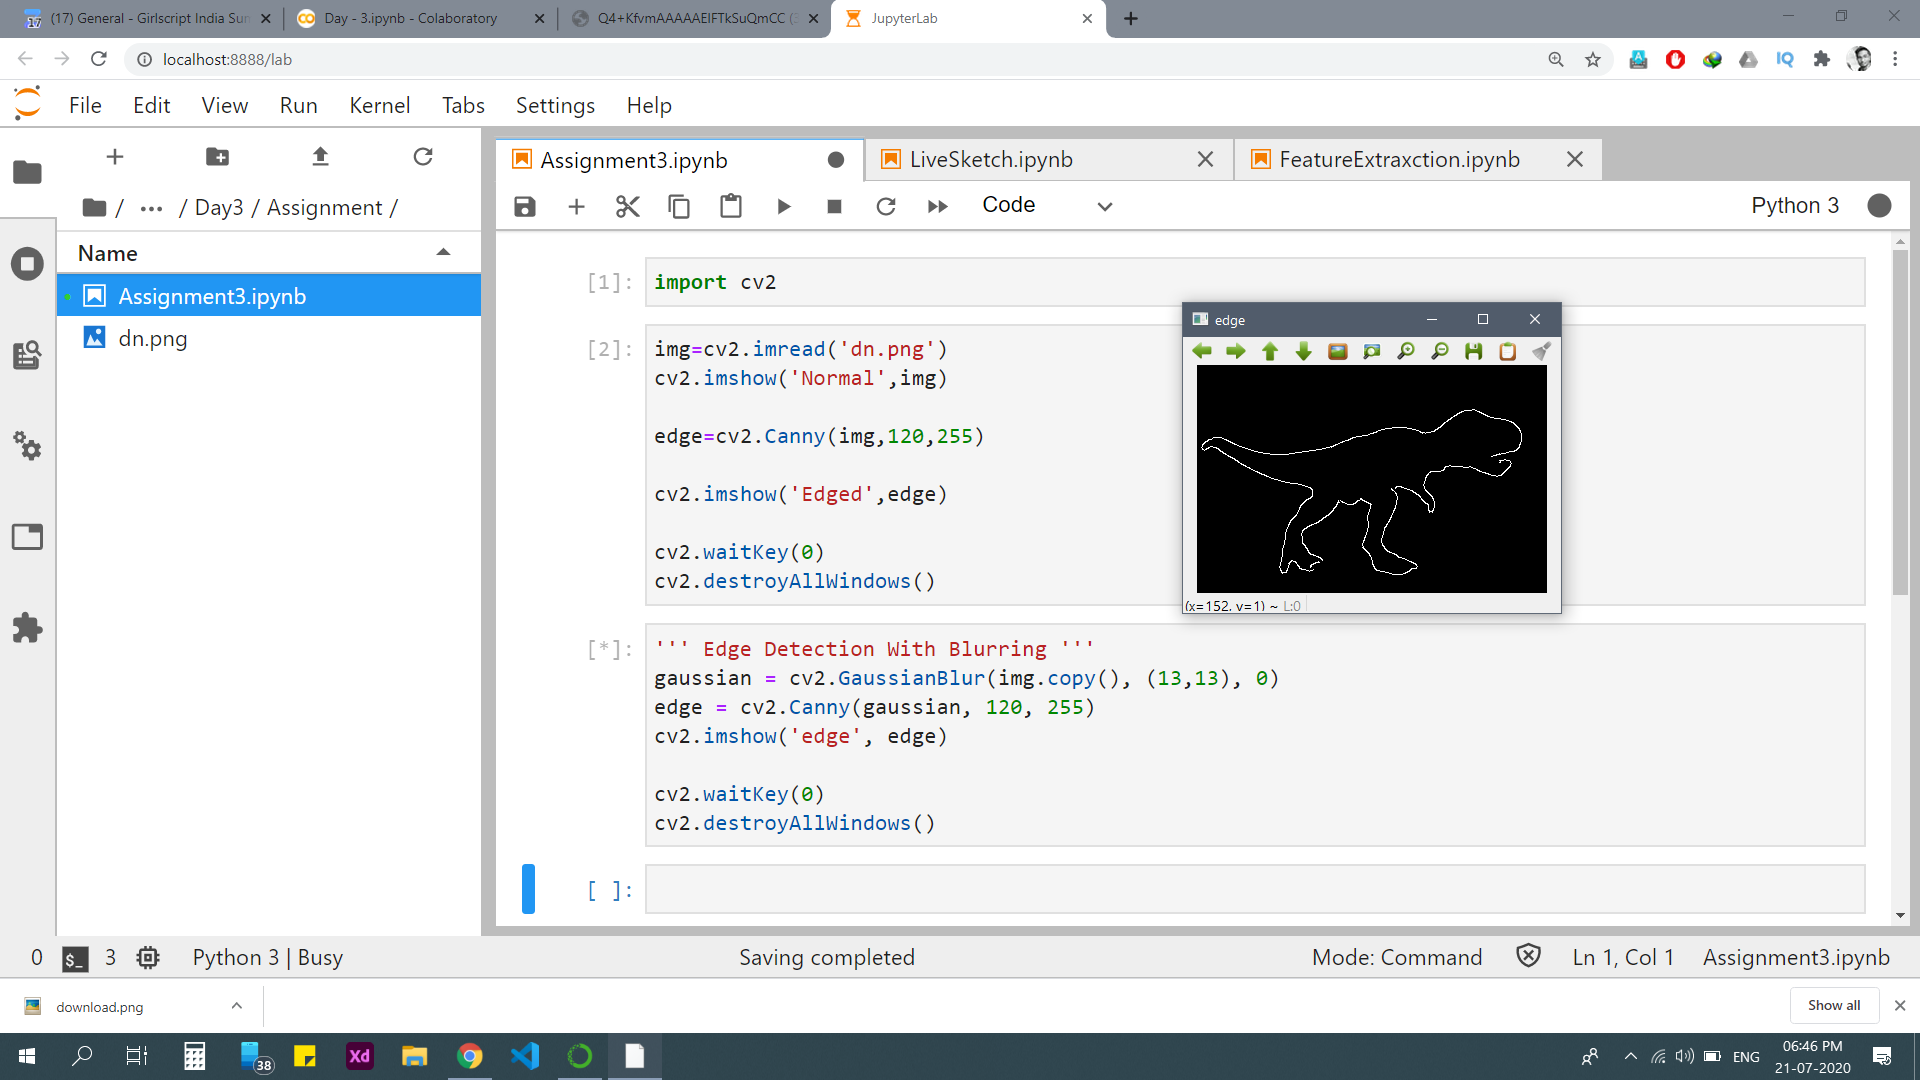 17 (17) General - Girlscript India Sun
Day - 3.ipynb - Colaboratory
Q4+KfvmAAAAAElFTkSuQmCC (
JupyterLab
localhost:8888/lab
IQ
File Edit View Run Kernel Tabs Settings Help
Assignment3.ipynb
LiveSketch.ipynb
FeatureExtraxction.ipynb
/ ... / Day3 / Assignment /
Code
Python 3
Name
Assignment3.ipynb
dn.png
[1]: import cv2
[2]: img=cv2.imread('dn.png')
cv2.imshow('Normal',img)
edge=cv2.Canny(img,120,255)
cv2.imshow('Edged',edge)
cv2.waitKey(0)
cv2.destroyAllWindows()
edge
(x=152, y=1) ~ L:0
[*]: ''' Edge Detection With Blurring '''
gaussian = cv2.GaussianBlur(img.copy(), (13,13), 0)
edge = cv2.Canny(gaussian, 120, 255)
cv2.imshow('edge', edge)
cv2.waitKey(0)
cv2.destroyAllWindows()
[ ]:
0 $_ 3 Python 3 | Busy
Saving completed
Mode: Command
Ln 1, Col 1
Assignment3.ipynb
download.png
Show all
38
Xd
ENG
06:46 PM
21-07-2020